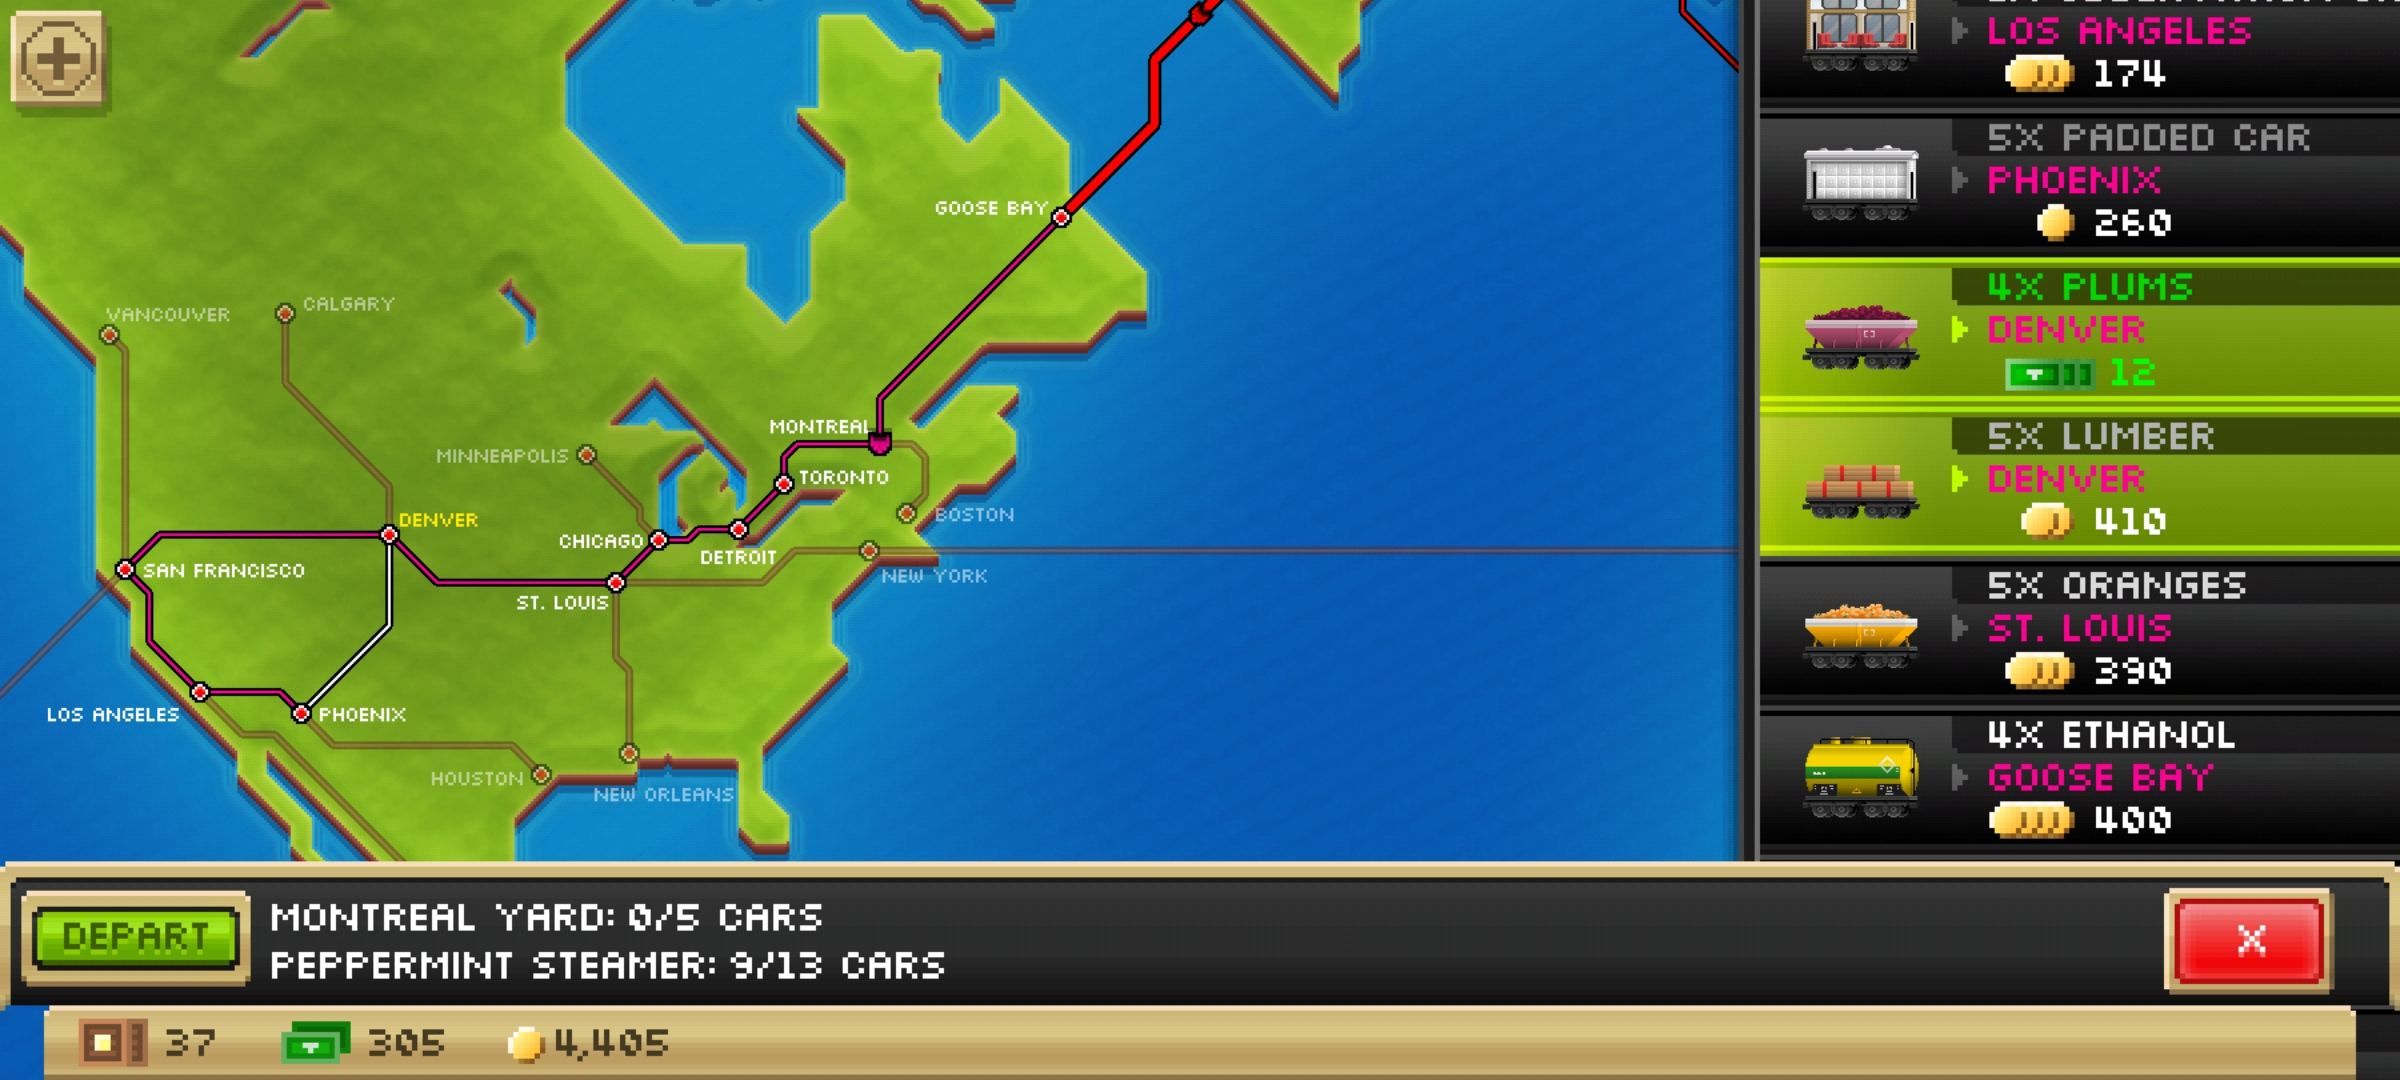 LOS ANGELES
174
5X PADDED CAR
PHOENIX
260
4X PLUMS
DENVER
12
5X LUMBER
DENVER
410
5X ORANGES
ST. LOUIS
390
4X ETHANOL
GOOSE BAY
400
GOOSE BAY
VANCOUVER
CALGARY
MONTREAL
MINNEAPOLIS
TORONTO
DENVER
BOSTON
CHICAGO
DETROIT
SAN FRANCISCO
NEW YORK
ST. LOUIS
LOS ANGELES
PHOENIX
HOUSTON
NEW ORLEANS
DEPART
MONTREAL YARD: 0/5 CARS
PEPPERMINT STEAMER: 9/13 CARS
X
37
305
4,405